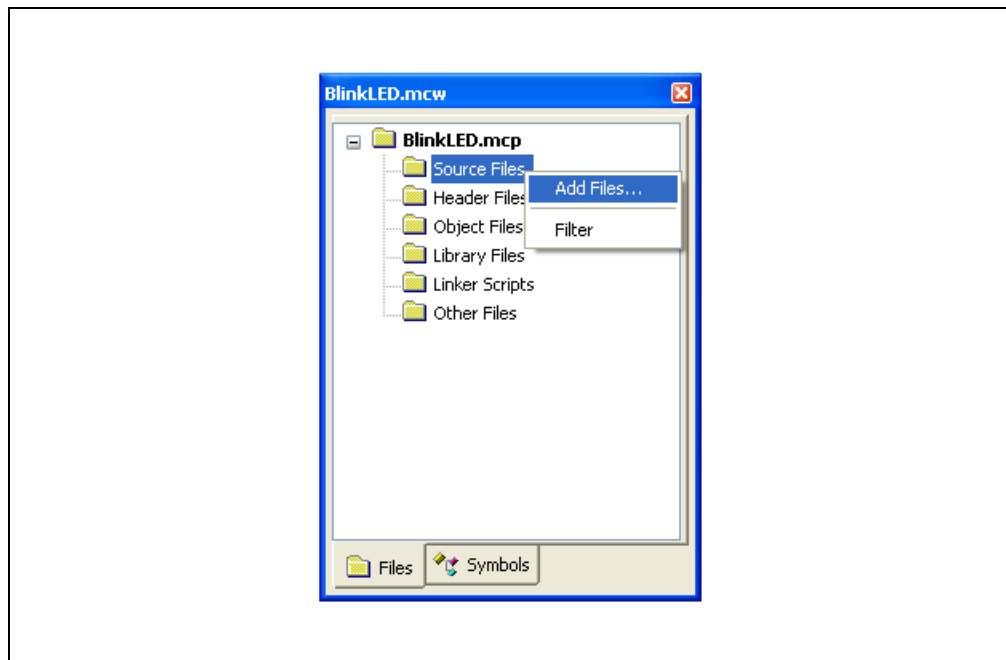 BlinkLED.mcw
BlinkLED.mcp
Source Files
Add Files...
Header Files
Filter
Object Files
Library Files
Linker Scripts
Other Files
Files
Symbols